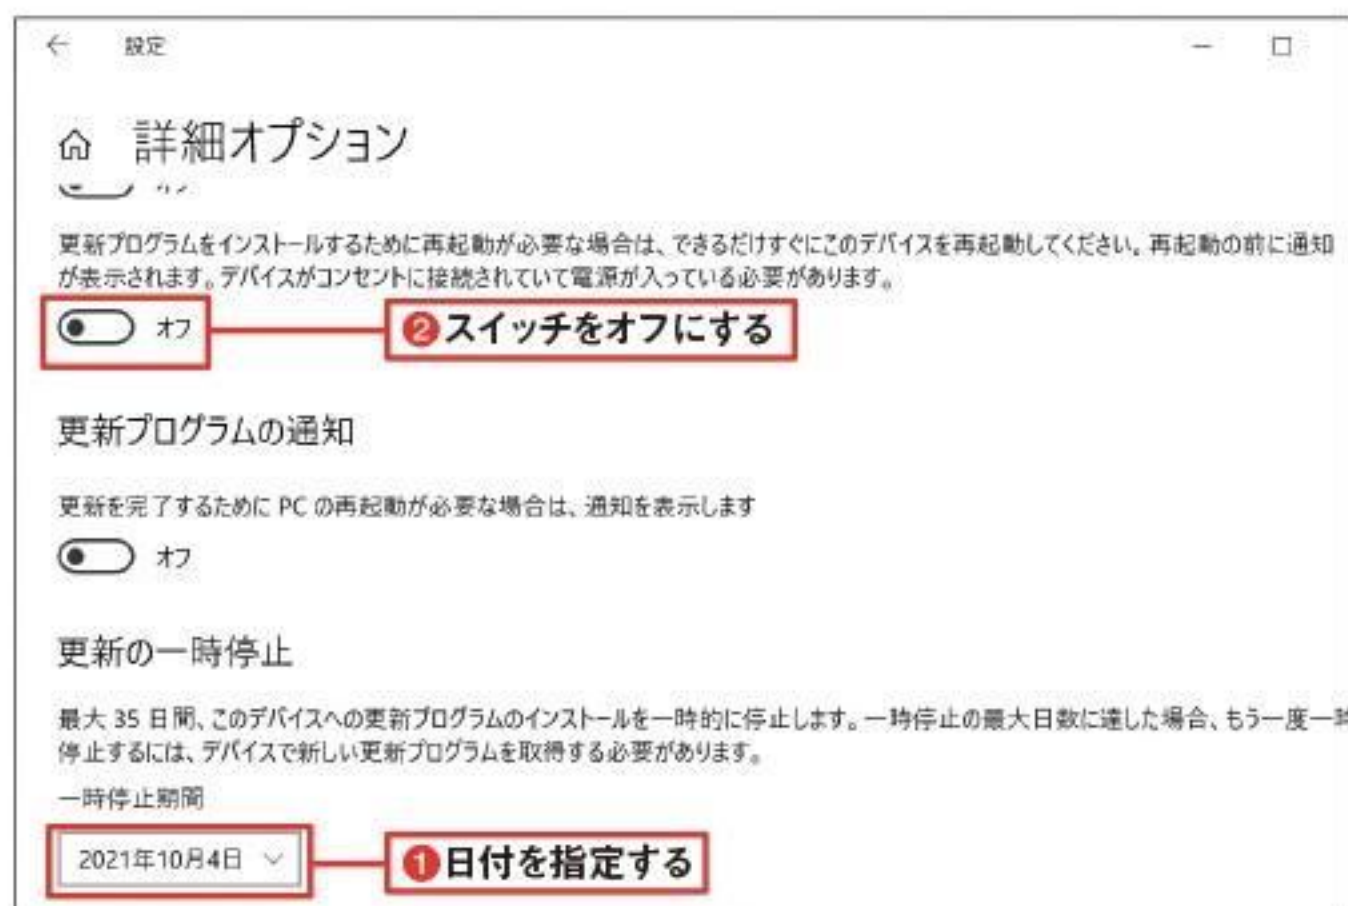 設定
詳細オプション
更新プログラムをインストールするために再起動が必要な場合は、できるだけすぐにこのデバイスを再起動してください。再起動の前に通知
が表示されます。デバイスがコンセントに接続されていて電源が入っている必要があります。
オフ
❷スイッチをオフにする
更新プログラムの通知
更新を完了するために PC の再起動が必要な場合は、通知を表示します
オフ
更新の一時停止
最大 35 日間、このデバイスへの更新プログラムのインストールを一時的に停止します。一時停止の最大日数に達した場合、もう一度一時
停止するには、デバイスで新しい更新プログラムを取得する必要があります。
一時停止期間
2021年10月4日
❶日付を指定する